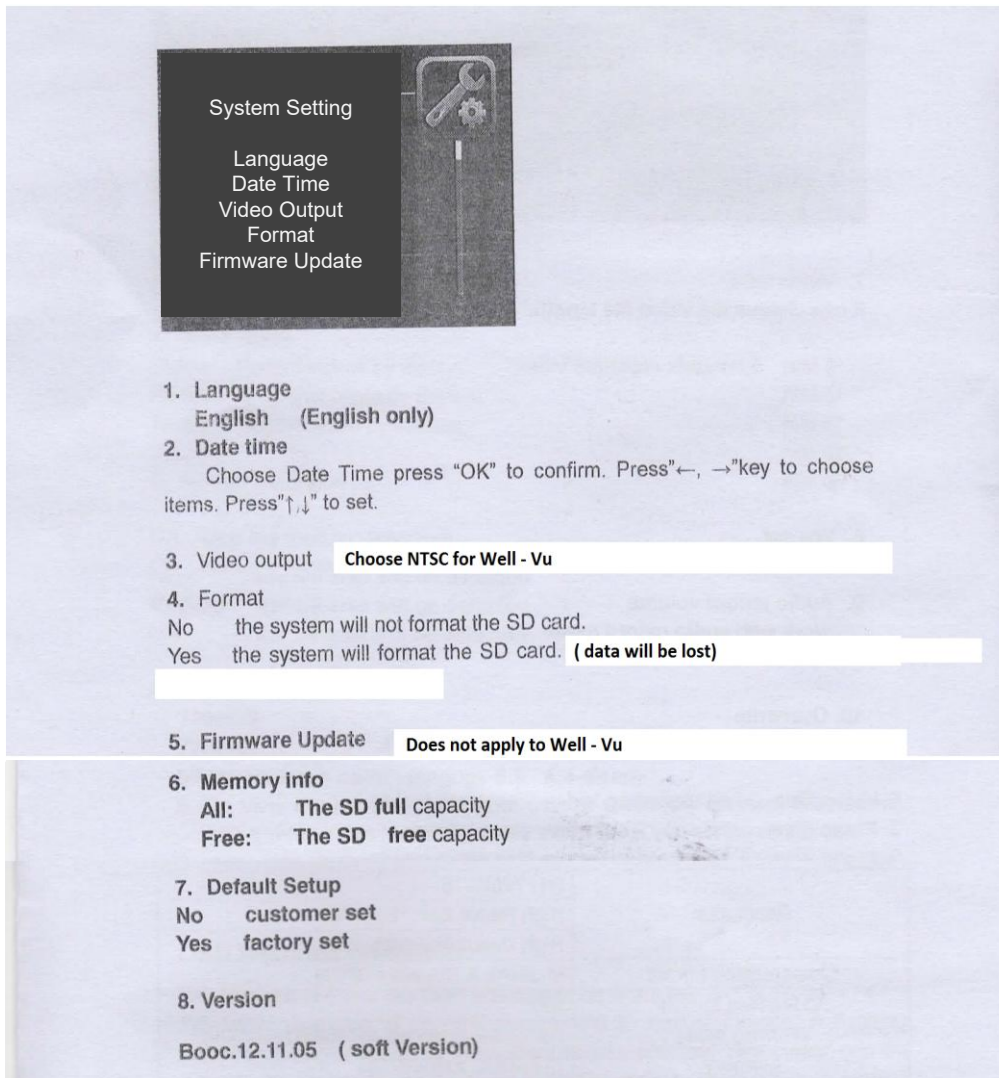 System Setting
Language
Date Time
Video Output
Format
Firmware Update
1. Language
English (English only)
2. Date time
Choose Date Time press “OK” to confirm. Press"←, →"key to choose
items. Press"↑,↓" to set.
3. Video output Choose NTSC for Well - Vu
4. Format
No the system will not format the SD card.
Yes the system will format the SD card. ( data will be lost)
5. Firmware Update Does not apply to Well - Vu
6. Memory info
All: The SD full capacity
Free: The SD free capacity
7. Default Setup
No customer set
Yes factory set
8. Version
Booc.12.11.05 ( soft Version)